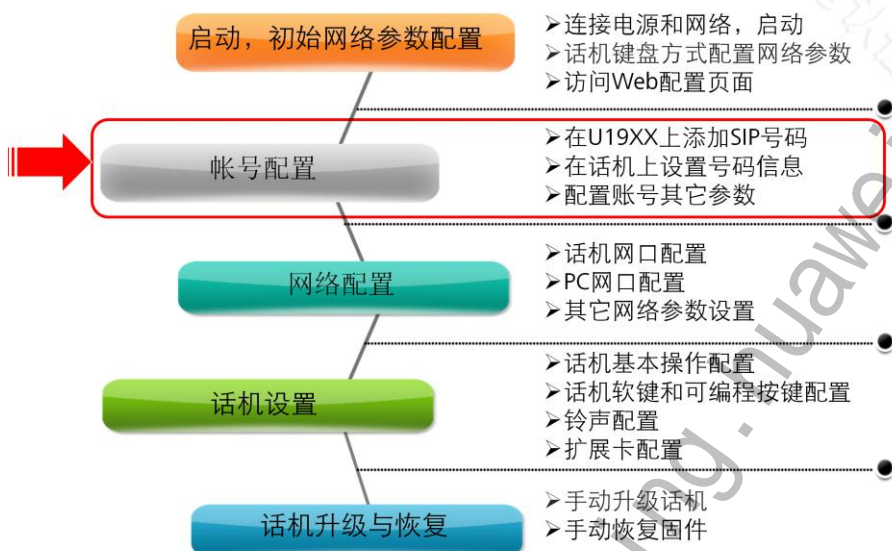 启动，初始网络参数配置
➢连接电源和网络，启动
➢话机键盘方式配置网络参数
➢访问Web配置页面
帐号配置
➢在U19XX上添加SIP号码
➢在话机上设置号码信息
➢配置账号其它参数
网络配置
➢话机网口配置
➢PC网口配置
➢其它网络参数设置
话机设置
➢话机基本操作配置
➢话机软键和可编程按键配置
➢铃声配置
➢扩展卡配置
话机升级与恢复
➢手动升级话机
➢手动恢复固件
ing.huawei